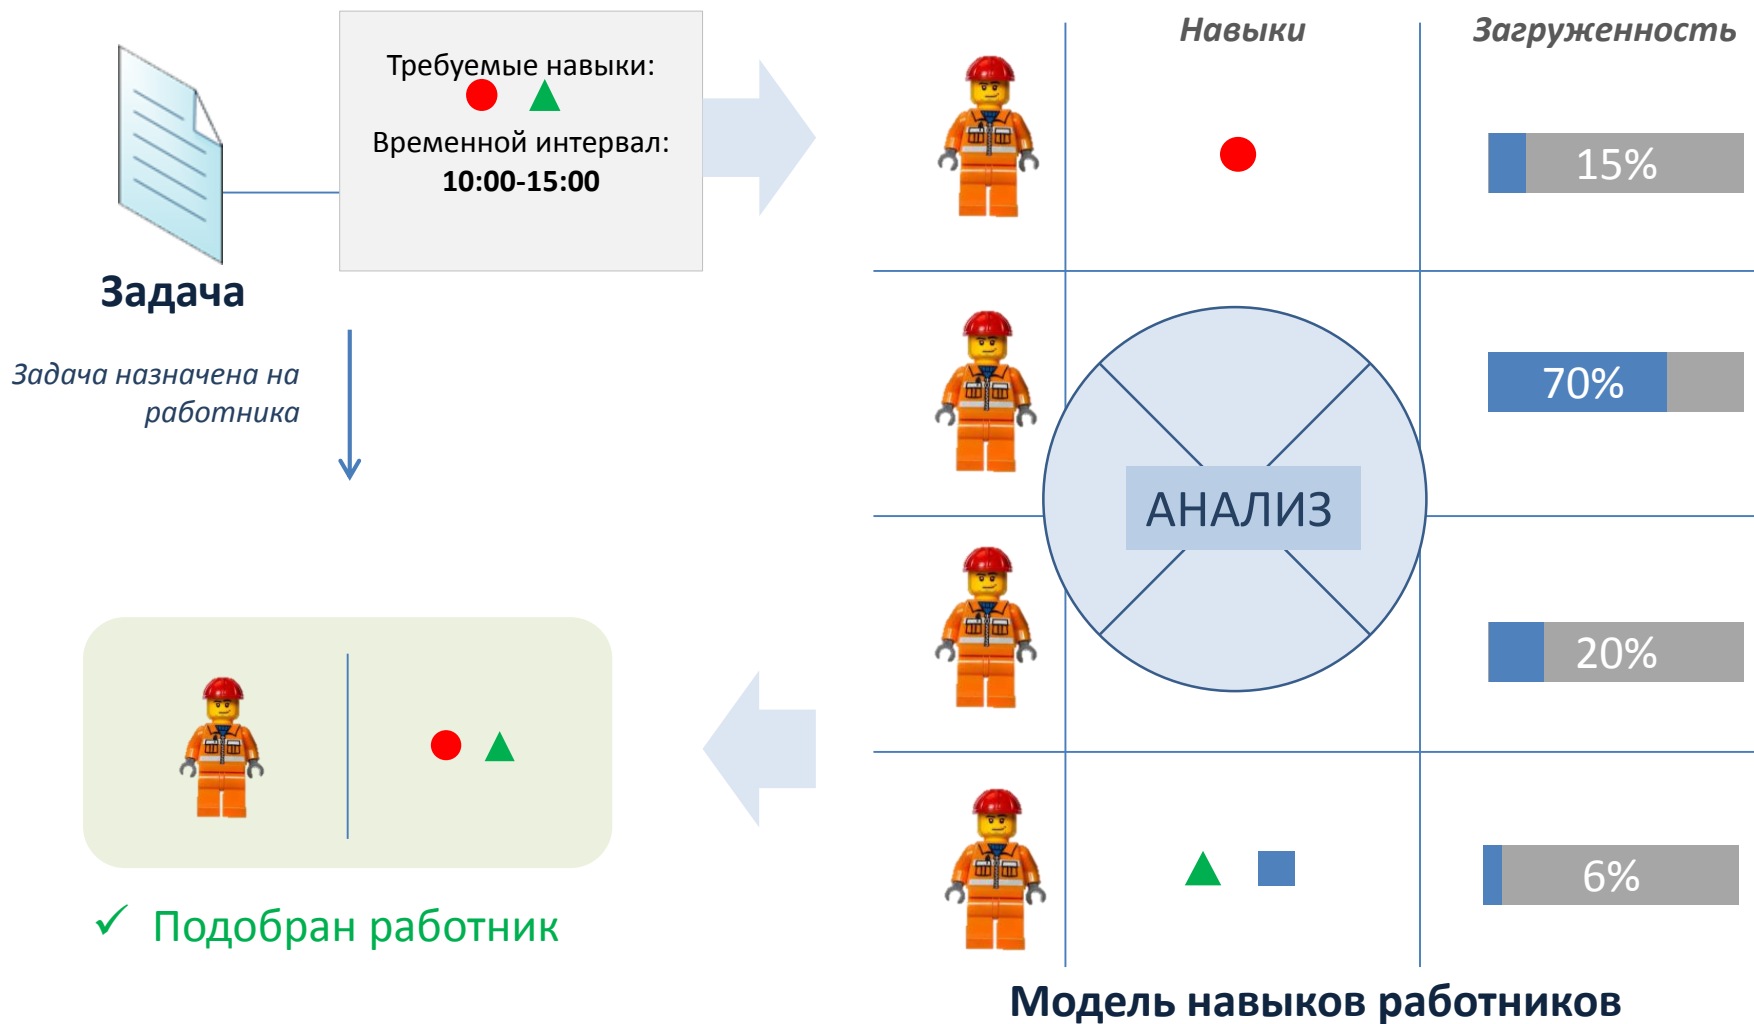 Требуемые навыки:
Временной интервал:
10:00-15:00
Задача
Задача назначена на
работника
Подобран работник
Навыки
Загруженность
15%
70%
АНАЛИЗ
20%
6%
Модель навыков работников